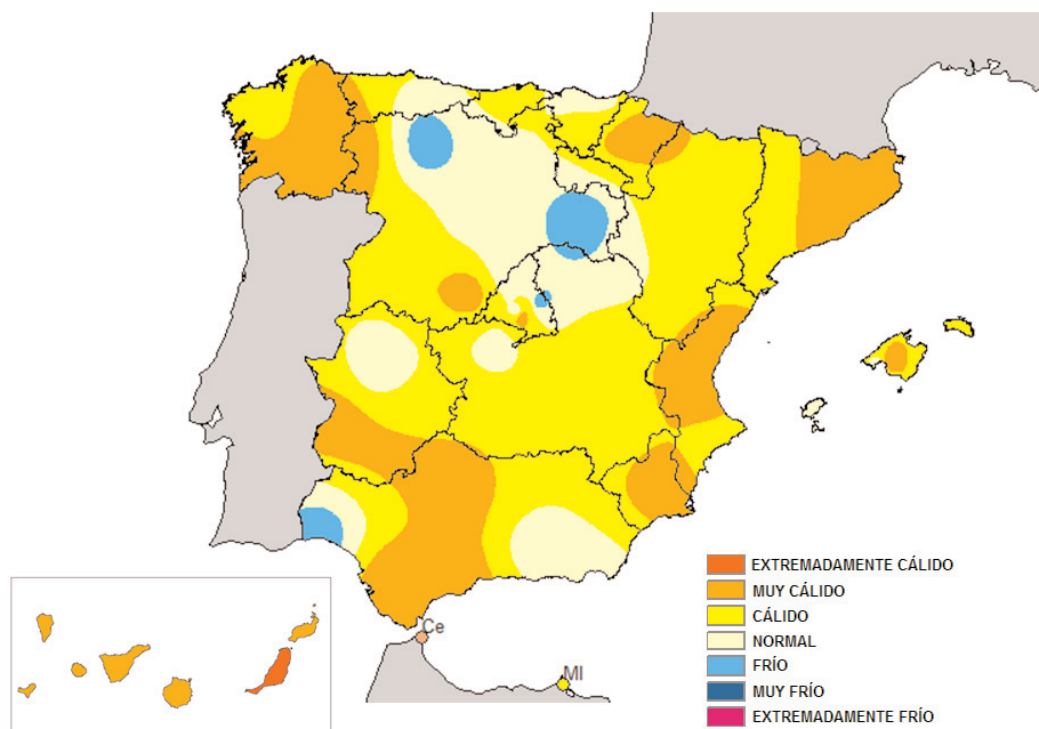 EXTREMADAMENTE CÁLIDO
MUY CÁLIDO
CÁLIDO
NORMAL
FRÍO
MUY FRÍO
EXTREMADAMENTE FRÍO
Ce
Ml